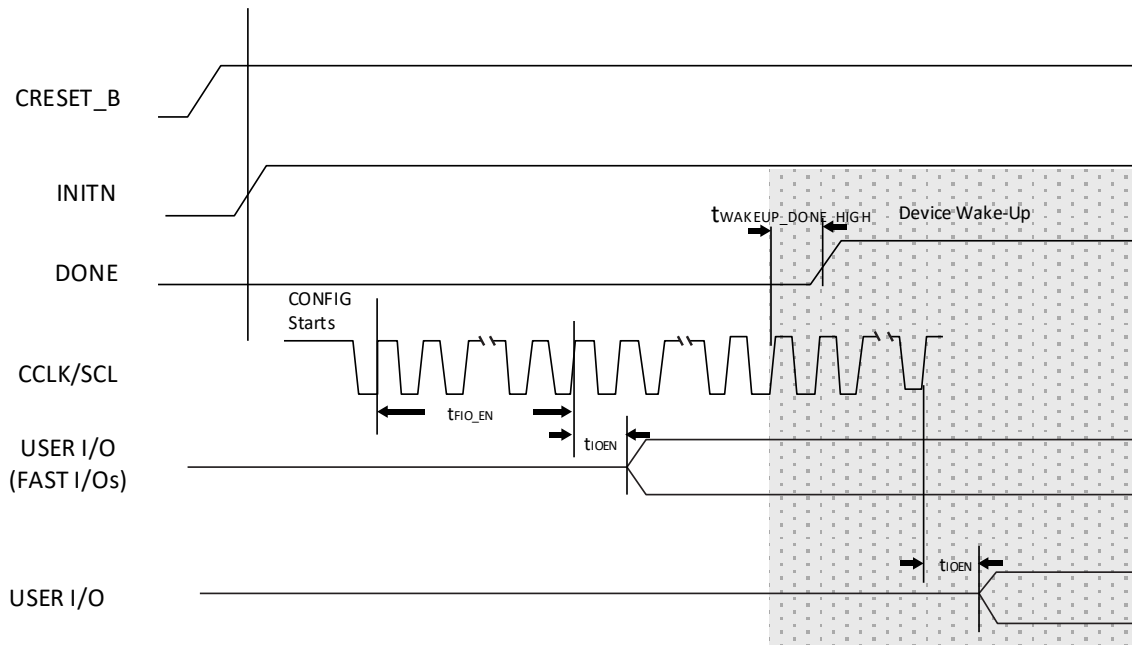 CRESET_B
INITN
tWAKEUP_DONE_HIGH
Device Wake-Up
DONE
CONFIG
Starts
CCLK/SCL
tFIO_EN
USER I/O
(FAST I/Os)
tIOEN
tIOEN
USER I/O